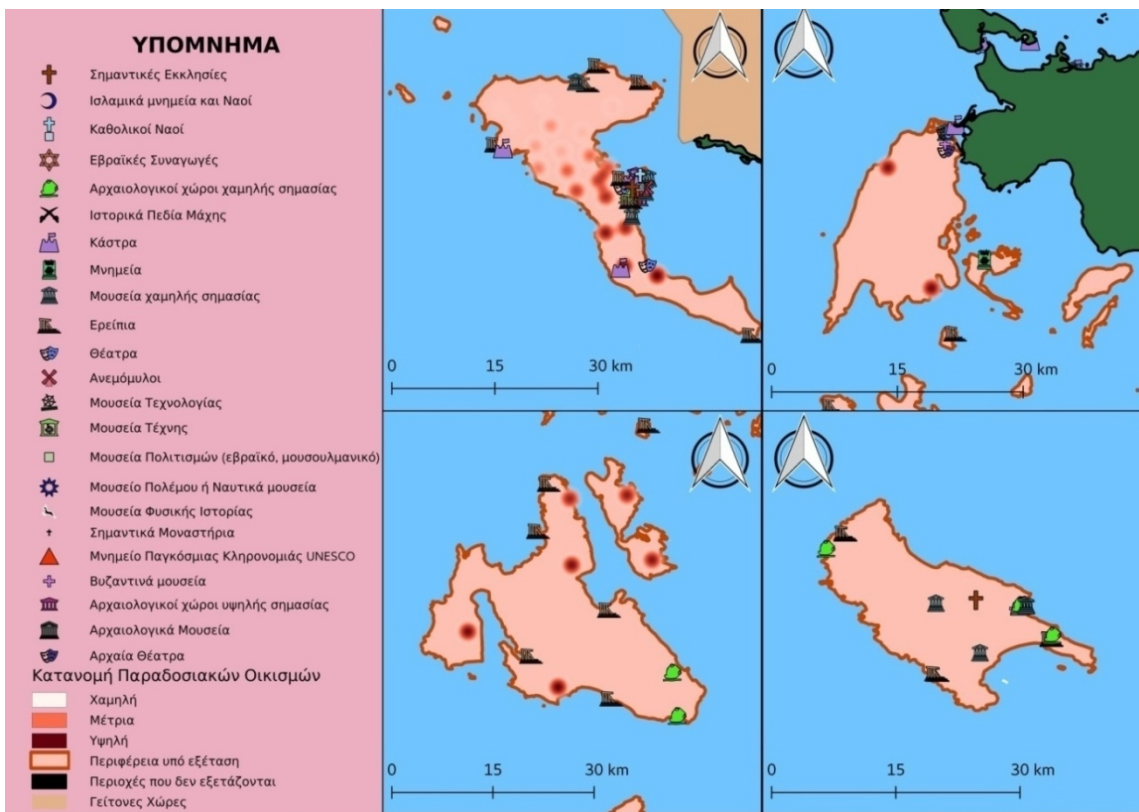 ΥΠΟΜΝΗΜΑ
Σημαντικές Εκκλησίες
Ισλαμικά μνημεία και Ναοί
Καθολικοί Ναοί
Εβραϊκές Συναγωγές
Αρχαιολογικοί χώροι χαμηλής σημασίας
Ιστορικά Πεδία Μάχης
Κάστρα
Μνημεία
Μουσεία χαμηλής σημασίας
Ερείπια
Θέατρα
Ανεμόμυλοι
Μουσεία Τεχνολογίας
Μουσεία Τέχνης
Μουσεία Πολιτισμών (εβραϊκό, μουσουλμανικό)
Μουσείο Πολέμου ή Ναυτικά μουσεία
Μουσεία Φυσικής Ιστορίας
Σημαντικά Μοναστήρια
Μνημείο Παγκόσμιας Κληρονομιάς UNESCO
Βυζαντινά μουσεία
Αρχαιολογικοί χώροι υψηλής σημασίας
Αρχαιολογικά Μουσεία
Αρχαία Θέατρα
Κατανομή Παραδοσιακών Οικισμών
Χαμηλή
Μέτρια
Υψηλή
Περιφέρεια υπό εξέταση
Περιοχές που δεν εξετάζονται
Γείτονες Χώρες
0 15 30 km
0 15 30 km
0 15 30 km
0 15 30 km